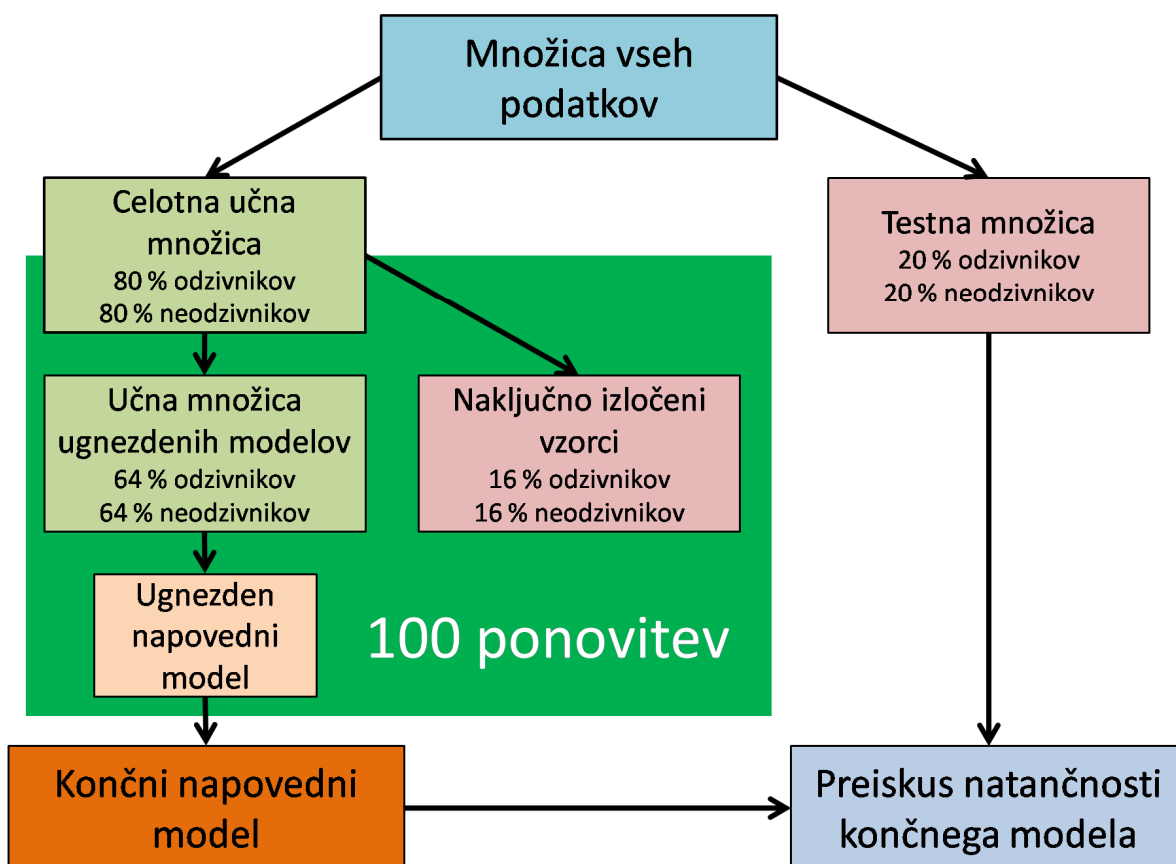 Množica vseh
podatkov
Celotna učna
množica
80 % odzivnikov
80 % neodzivnikov
Testna množica
20 % odzivnikov
20 % neodzivnikov
Učna množica
ugnezdenih modelov
64 % odzivnikov
64 % neodzivnikov
Naključno izločeni
vzorci
16 % odzivnikov
16 % neodzivnikov
Ugnezden
napovedni
model
100 ponovitev
Končni napovedni
model
Preiskus natančnosti
končnega modela